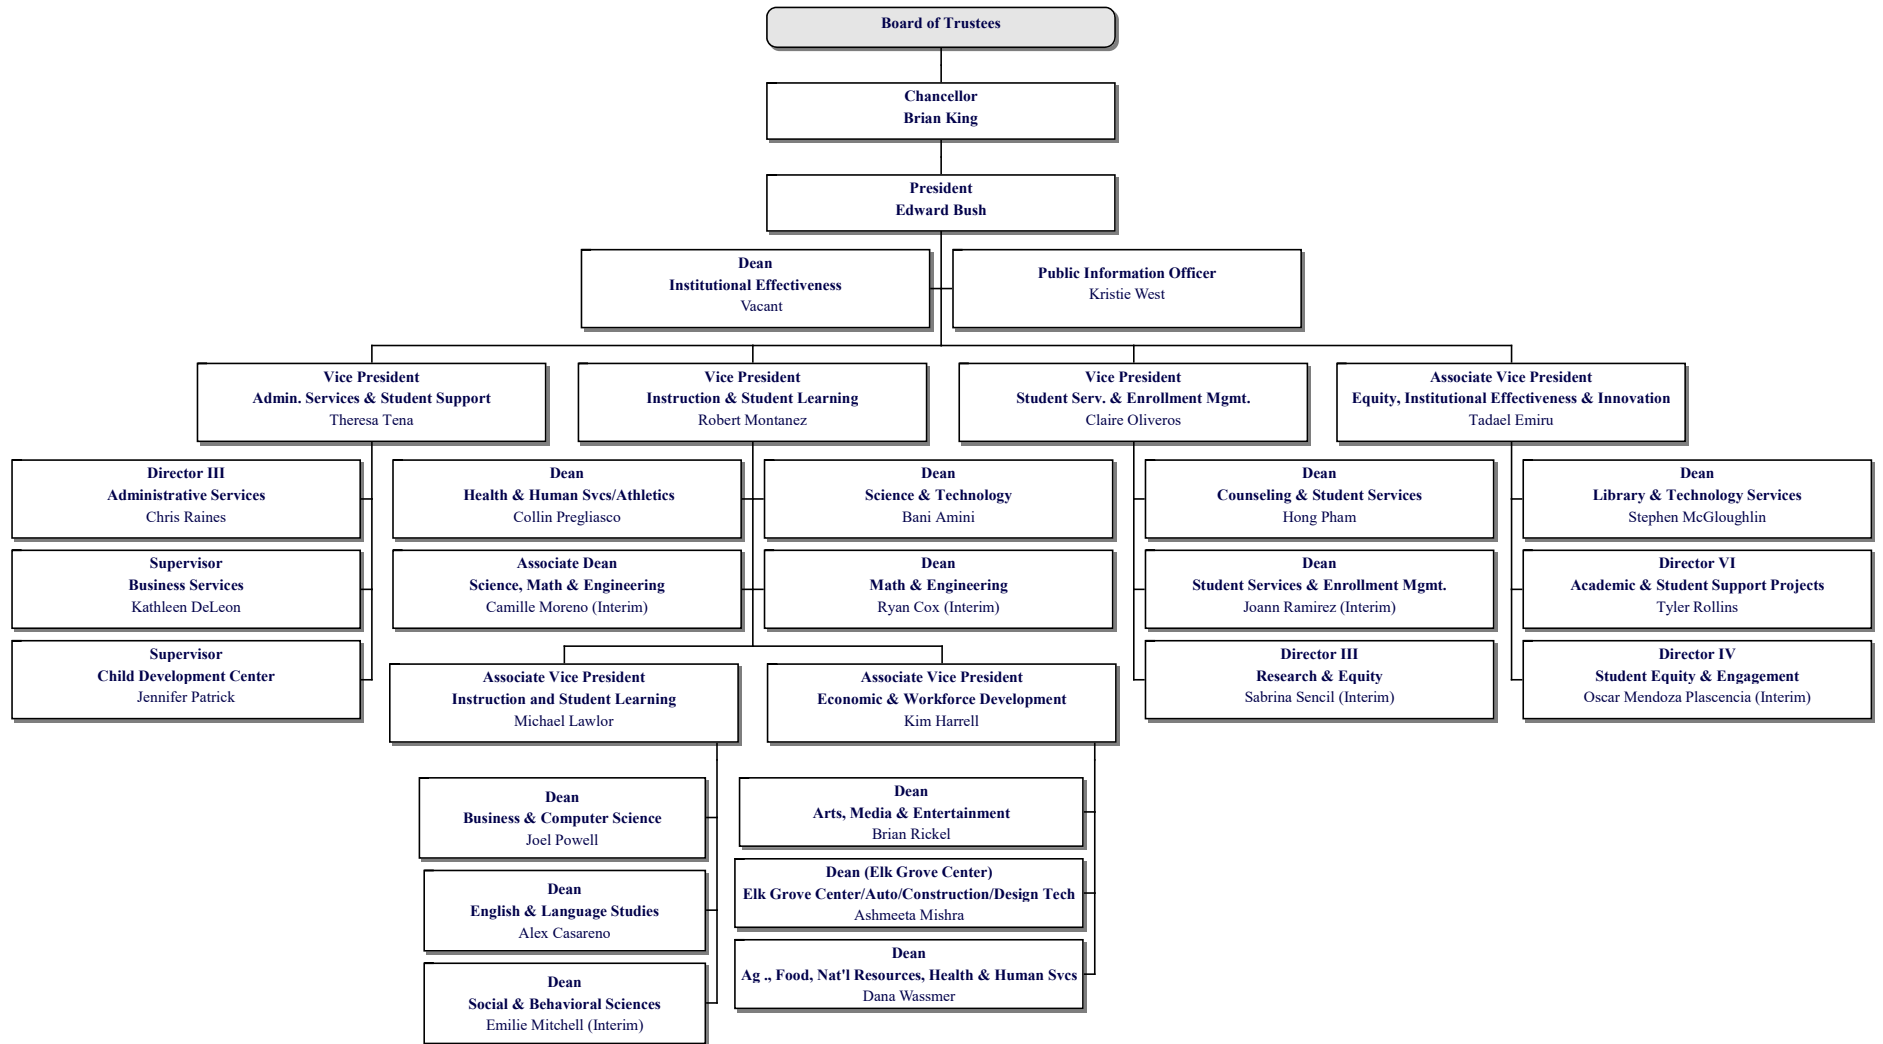 Board of Trustees
Chancellor
Brian King
President
Edward Bush
Dean
Institutional Effectiveness
Vacant
Public Information Officer
Kristie West
Vice President
Admin. Services & Student Support
Theresa Tena
Vice President
Instruction & Student Learning
Robert Montanez
Vice President
Student Serv. & Enrollment Mgmt.
Claire Oliveros
Associate Vice President
Equity, Institutional Effectiveness & Innovation
Tadael Emiru
Director III
Administrative Services
Chris Raines
Supervisor
Business Services
Kathleen DeLeon
Supervisor
Child Development Center
Jennifer Patrick
Dean
Health & Human Svcs/Athletics
Collin Pregliasco
Dean
Science & Technology
Bani Amini
Associate Dean
Science, Math & Engineering
Camille Moreno (Interim)
Dean
Math & Engineering
Ryan Cox (Interim)
Associate Vice President
Instruction and Student Learning
Michael Lawlor
Associate Vice President
Economic & Workforce Development
Kim Harrell
Dean
Business & Computer Science
Joel Powell
Dean
English & Language Studies
Alex Casareno
Dean
Social & Behavioral Sciences
Emilie Mitchell (Interim)
Dean
Arts, Media & Entertainment
Brian Rickel
Dean (Elk Grove Center)
Elk Grove Center/Auto/Construction/Design Tech
Ashmeeta Mishra
Dean
Ag ., Food, Nat'l Resources, Health & Human Svcs
Dana Wassmer
Dean
Counseling & Student Services
Hong Pham
Dean
Student Services & Enrollment Mgmt.
Joann Ramirez (Interim)
Director III
Research & Equity
Sabrina Sencil (Interim)
Dean
Library & Technology Services
Stephen McGloughlin
Director VI
Academic & Student Support Projects
Tyler Rollins
Director IV
Student Equity & Engagement
Oscar Mendoza Plascencia (Interim)